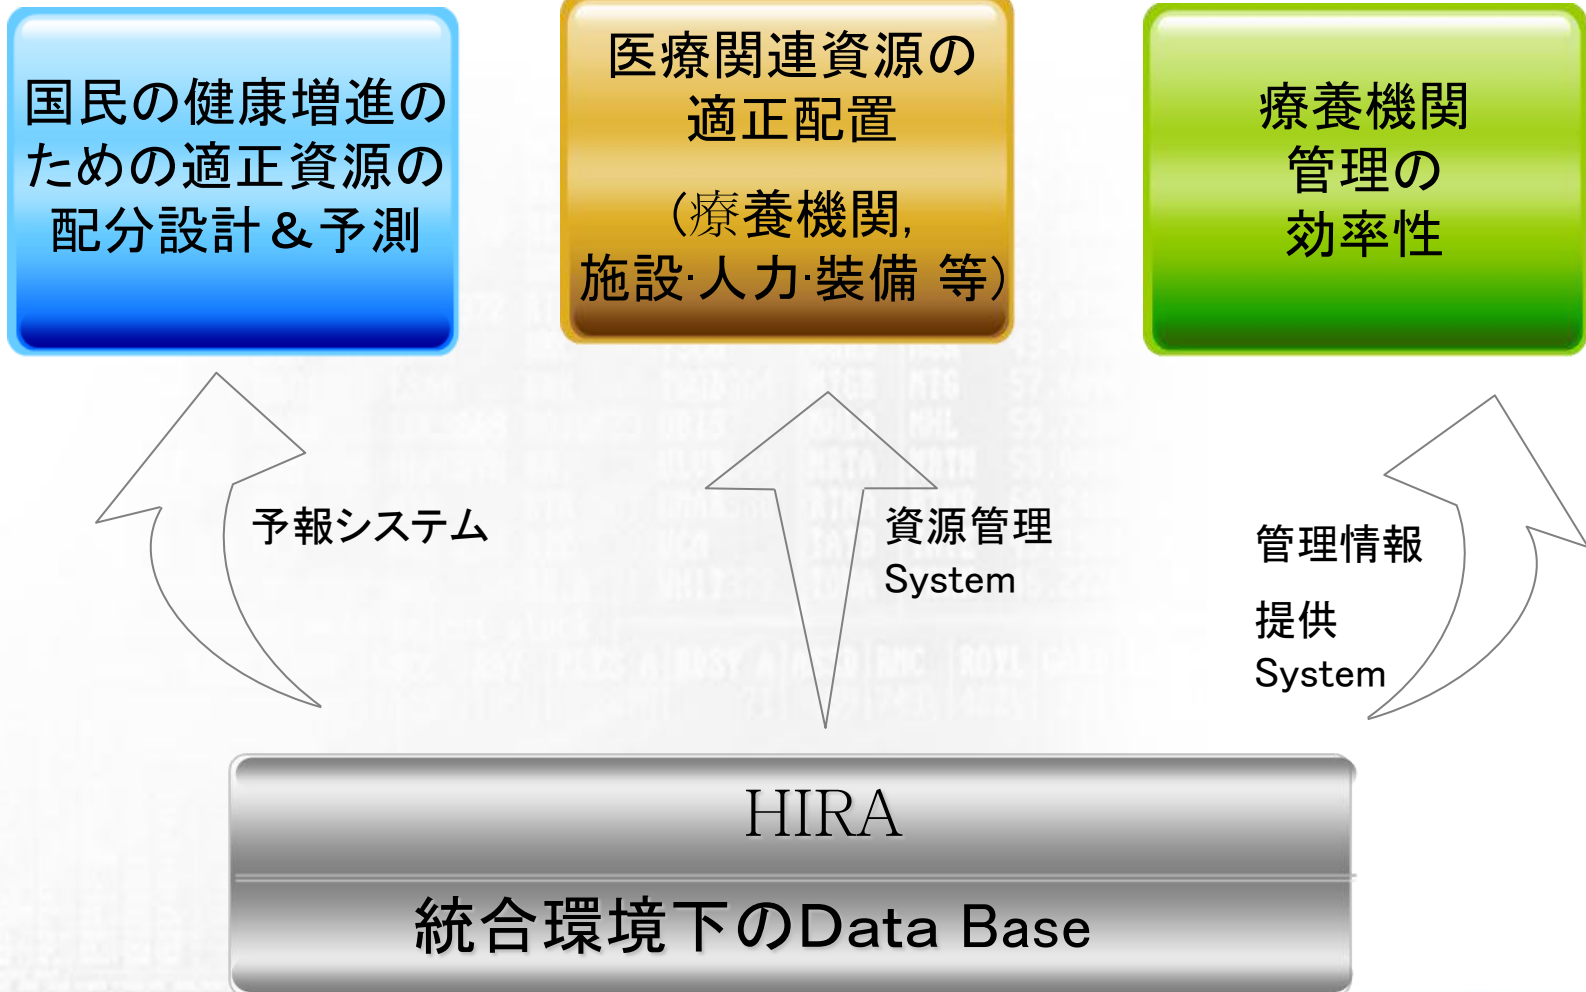 国民の健康増進の
ための適正資源の
配分設計＆予測
医療関連資源の
適正配置
(療養機関,
施設·人力·装備 等)
療養機関
管理の
効率性
予報システム
資源管理
System
管理情報
提供
System
HIRA
統合環境下のData Base